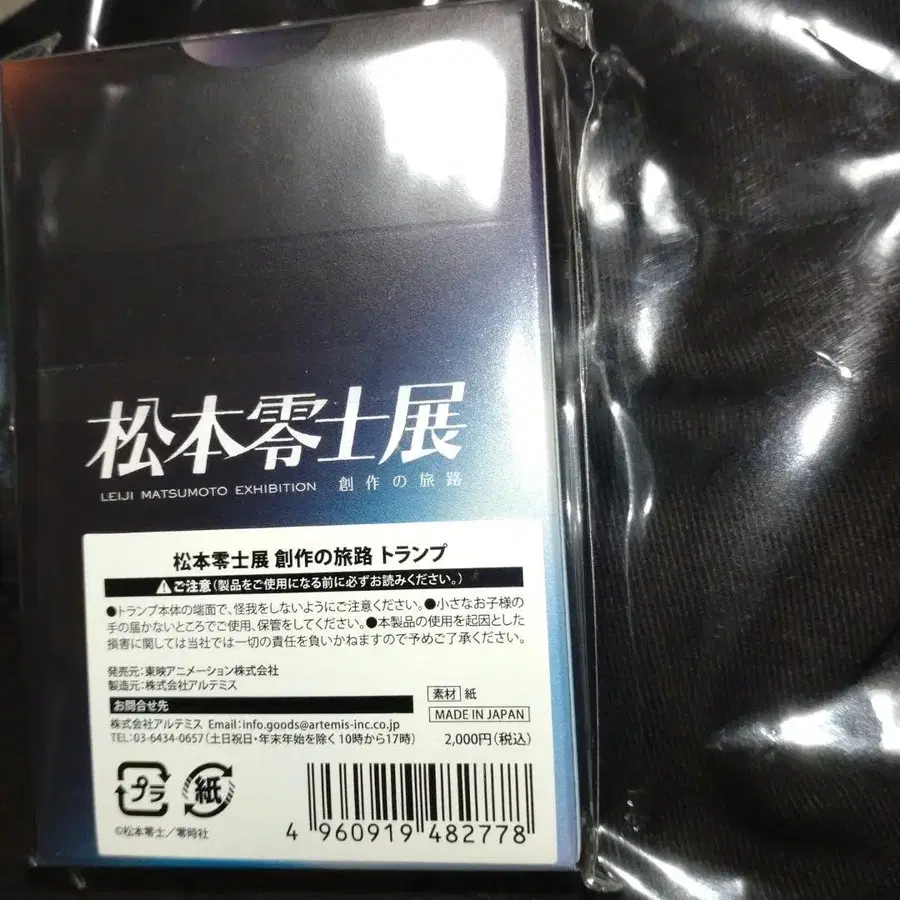 松本零士展
LEIJI MATSUMOTO EXHIBITION 創作の旅路
松本零士展 創作の旅路 トランプ
⚠ご注意(製品をご使用になる前に必ずお読みください。)
●トランプ本体の端面で、怪我をしないようにご注意ください。●小さなお子様の
手の届かないところでご使用、保管をしてください。●本製品の使用を起因とした
損害に関しては当社では一切の責任を負いかねますので予めご了承ください。
発売元:東映アニメーション株式会社
製造元:株式会社アルテミス
素材 紙
お問合せ先
MADE IN JAPAN
株式会社アルテミス Email:info.goods@artemis-inc.co.jp
TEL:03-6434-0657(土日祝日・年末年始を除く10時から17時) 2,000円(税込)
プラ 紙
©松本零士/零時社
4 960919 482778